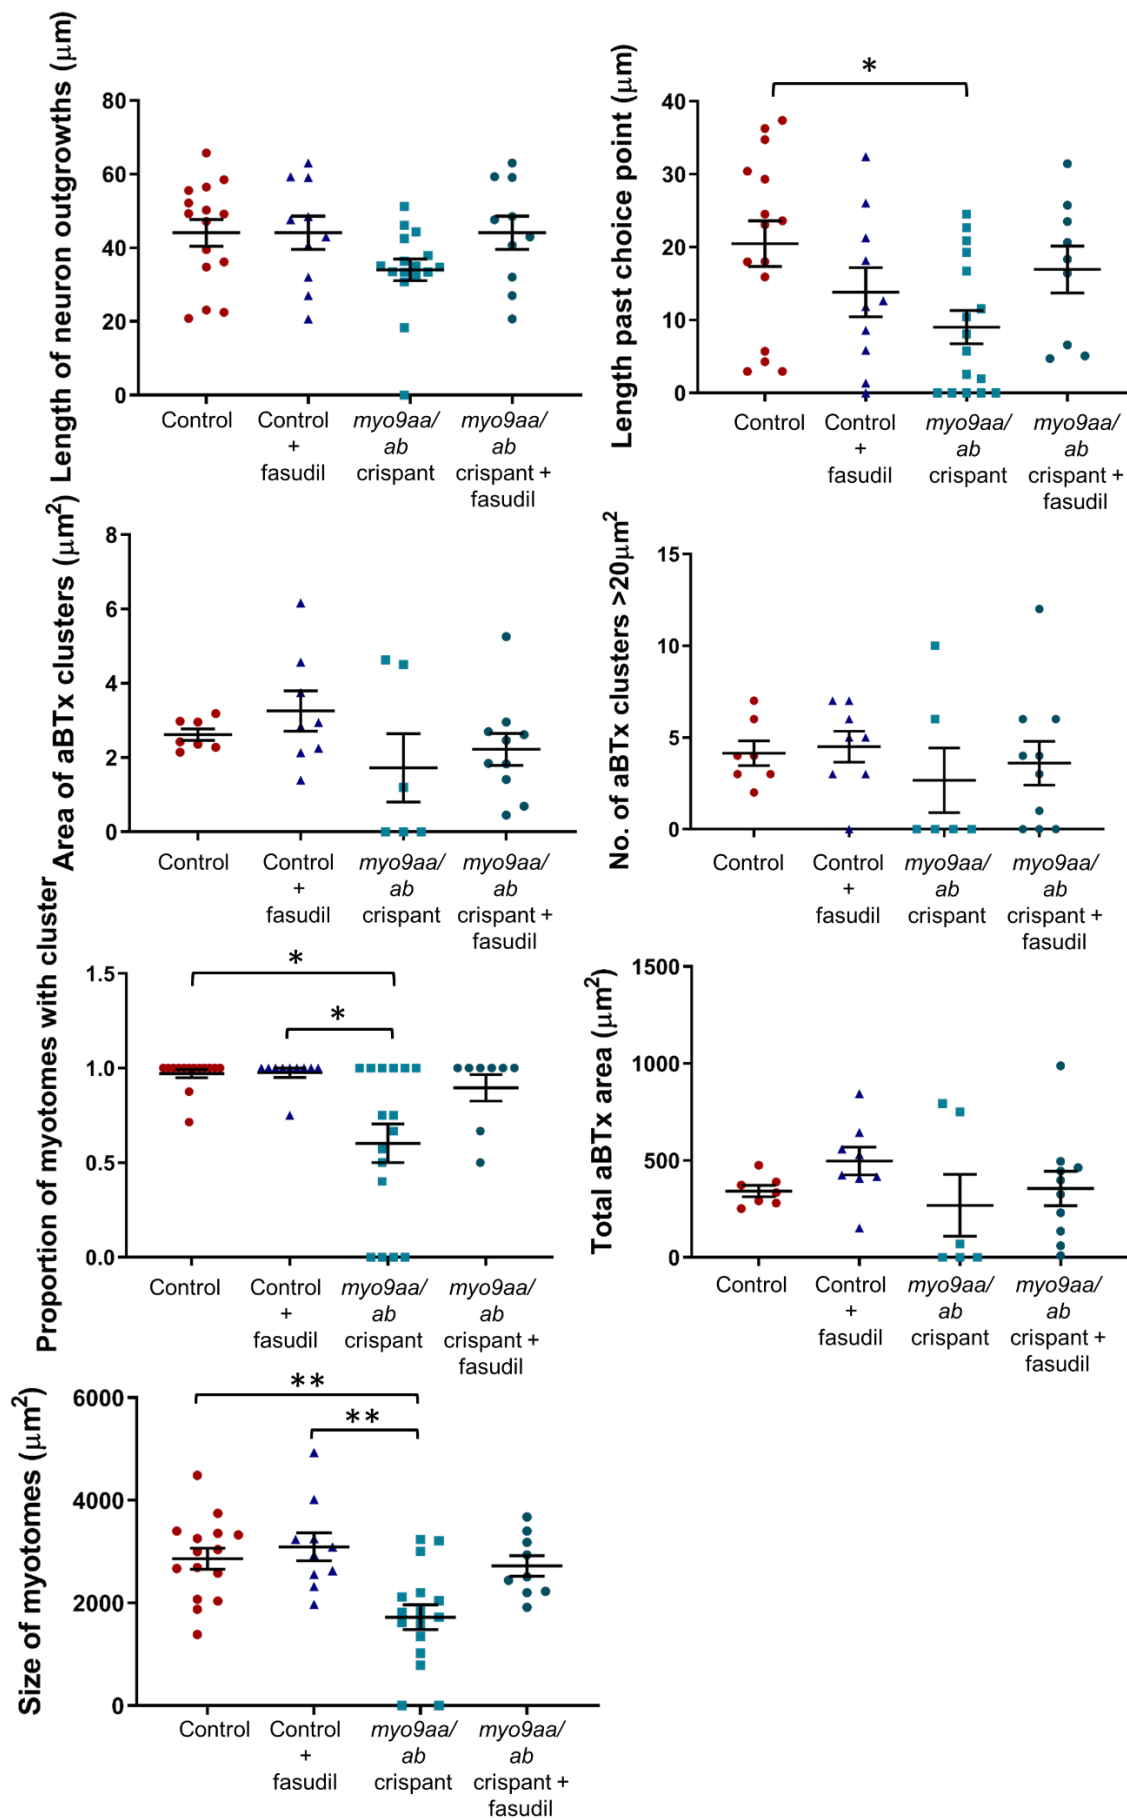 Length of neuron outgrowths (μm)
80
60
40
20
0
Control
Control
+
fasudil
myo9aa/
ab
crispant
myo9aa/
ab
crispant +
fasudil
Length past choice point (μm)
*
40
30
20
10
0
Control
Control
+
fasudil
myo9aa/
ab
crispant
myo9aa/
ab
crispant +
fasudil
Area of aBTx clusters (μm²)
8
6
4
2
0
Control
Control
+
fasudil
myo9aa/
ab
crispant
myo9aa/
ab
crispant +
fasudil
No. of aBTx clusters >20μm²
15
10
5
0
Control
Control
+
fasudil
myo9aa/
ab
crispant
myo9aa/
ab
crispant +
fasudil
Proportion of myotomes with cluster
*
*
1.5
1.0
0.5
0.0
Control
Control
+
fasudil
myo9aa/
ab
crispant
myo9aa/
ab
crispant +
fasudil
Total aBTx area (μm²)
1500
1000
500
0
Control
Control
+
fasudil
myo9aa/
ab
crispant
myo9aa/
ab
crispant +
fasudil
Size of myotomes (μm²)
**
**
6000
4000
2000
0
Control
Control
+
fasudil
myo9aa/
ab
crispant
myo9aa/
ab
crispant +
fasudil